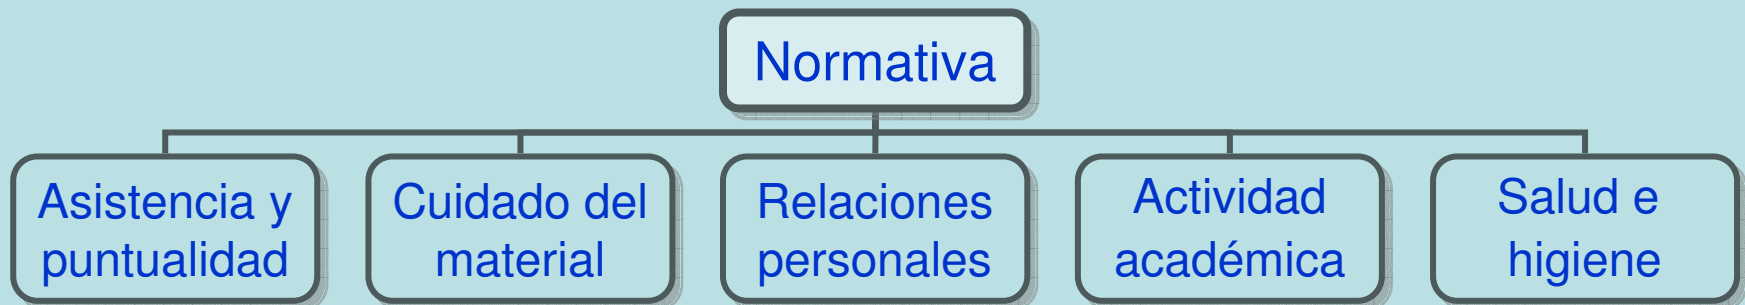 Normativa
Asistencia y
puntualidad
Cuidado del
material
Relaciones
personales
Actividad
académica
Salud e
higiene